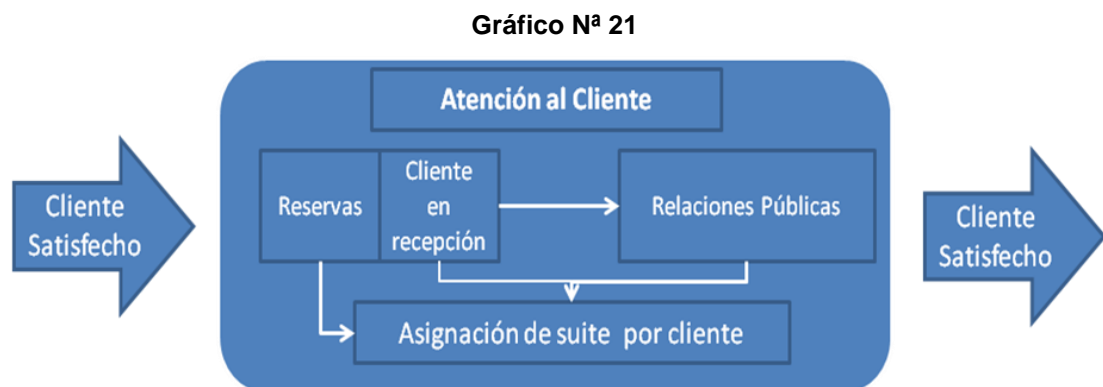 Gráfico Nª 21
Atención al Cliente
Cliente
Satisfecho
Reservas
Cliente
en
recepción
Relaciones Públicas
Asignación de suite por cliente
Cliente
Satisfecho